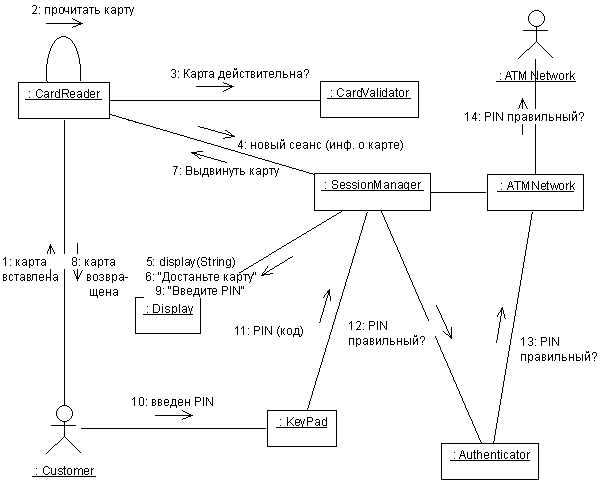 2: прочитать карту
: ATM Network
: CardReader
3: Карта действительна?
: CardValidator
14: PIN правильный?
4: новый сеанс (инф. о карте)
7: Выдвинуть карту
: SessionManager
: ATMNetwork
1: карта
вставлена
8: карта
возвра-
щена
5: display(String)
6: "Достаньте карту"
9: "Введите PIN"
: Display
11: PIN (код)
12: PIN
правильный?
13: PIN
правильный?
10: введен PIN
: KeyPad
: Authenticator
: Customer